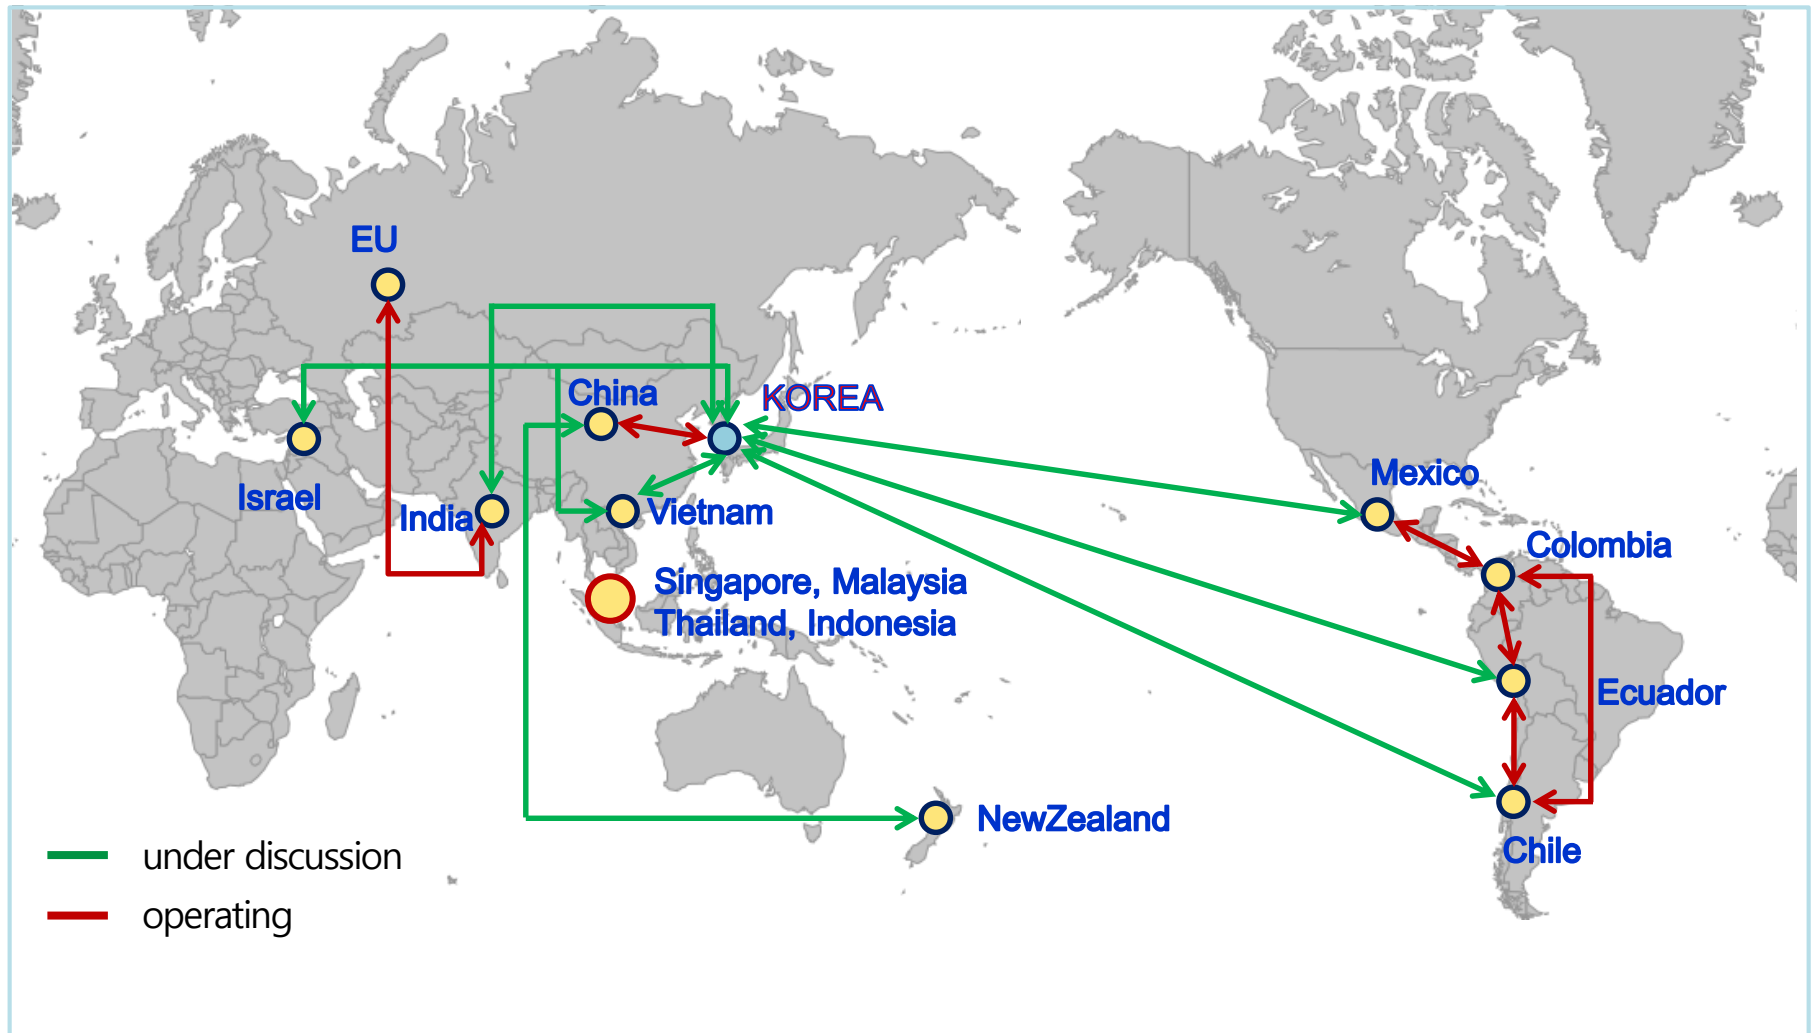 EU
China
KOREA
Mexico
Israel
India
Vietnam
Colombia
Singapore, Malaysia
Thailand, Indonesia
Ecuador
NewZealand
Chile
under discussion
operating